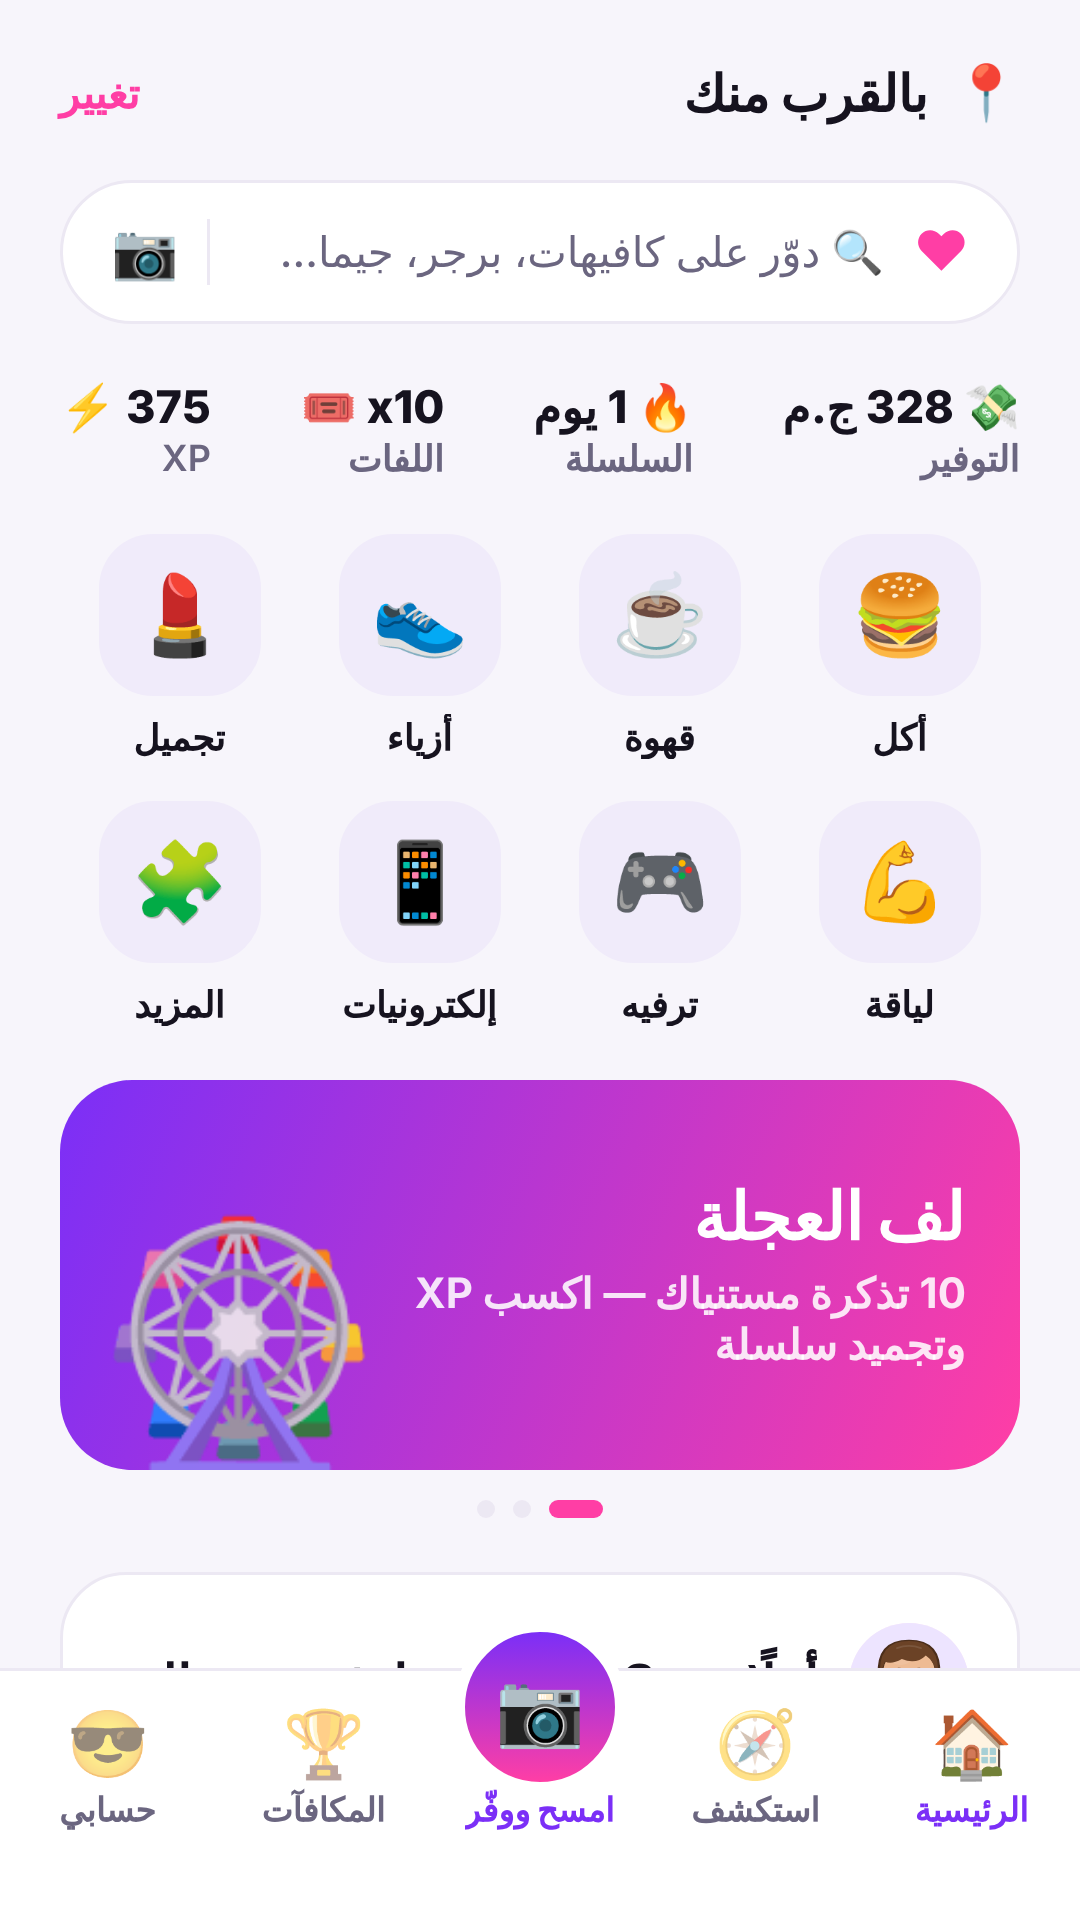 بالقرب منك
تغيير
دوّر على كافيهات، برجر، جيما...
328 ج.م
التوفير
1 يوم
السلسلة
x10
اللفات
375
XP
أكل
قهوة
أزياء
تجميل
لياقة
ترفيه
إلكترونيات
المزيد
لف العجلة
10 تذكرة مستنياك — اكسب XP
وتجميد سلسلة
الرئيسية
استكشف
امسح ووفّر
المكافآت
حسابي